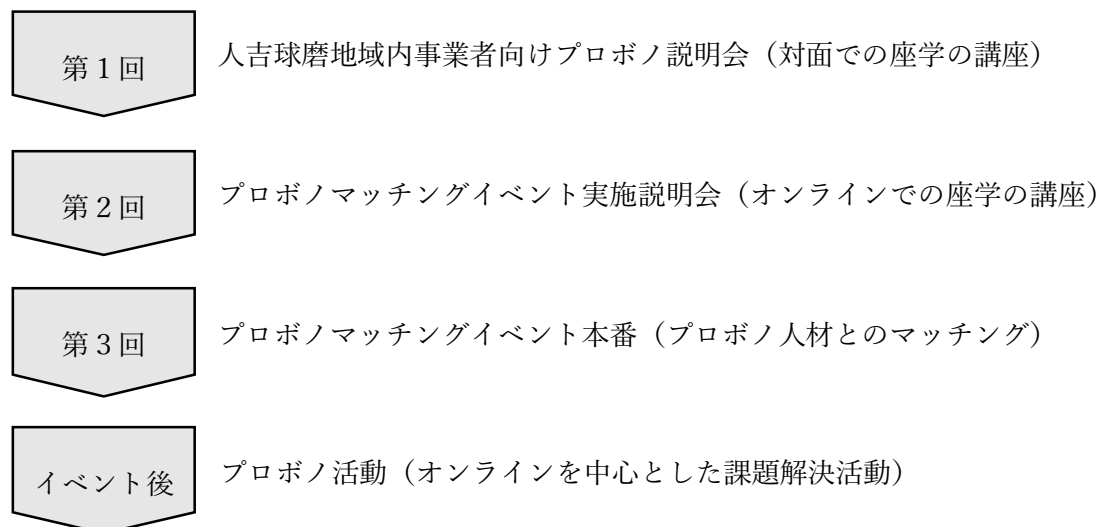 第1回 人吉球磨地域内事業者向けプロボノ説明会（対面での座学の講座）
第2回 プロボノマッチングイベント実施説明会（オンラインでの座学の講座）
第3回 プロボノマッチングイベント本番（プロボノ人材とのマッチング）
イベント後 プロボノ活動（オンラインを中心とした課題解決活動）